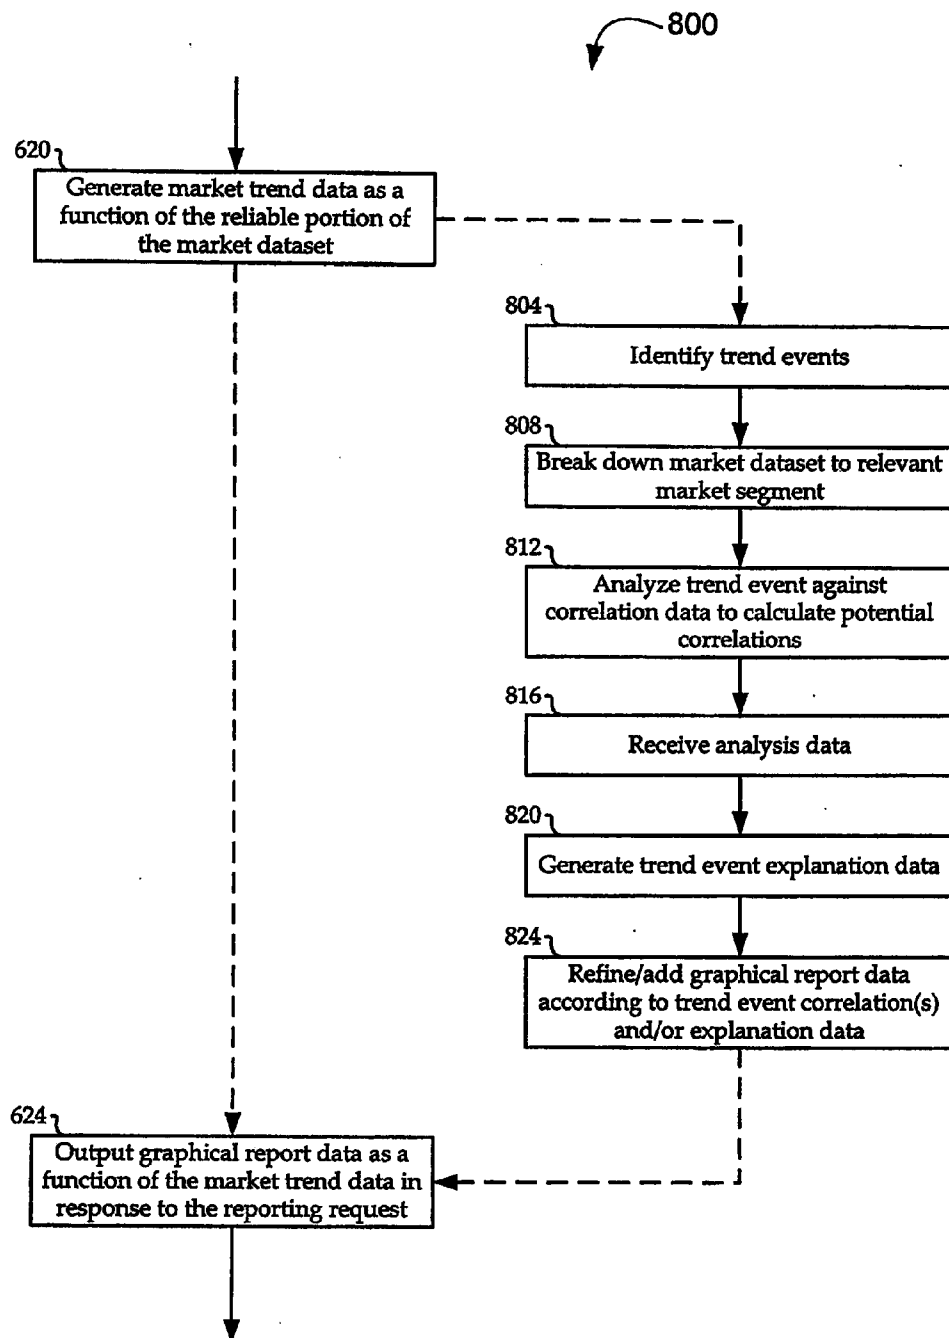 800
620
Generate market trend data as a
function of the reliable portion of
the market dataset
804
Identify trend events
808
Break down market dataset to relevant
market segment
812
Analyze trend event against
correlation data to calculate potential
correlations
816
Receive analysis data
820
Generate trend event explanation data
824
Refine/add graphical report data
according to trend event correlation(s)
and/or explanation data
624
Output graphical report data as a
function of the market trend data in
response to the reporting request